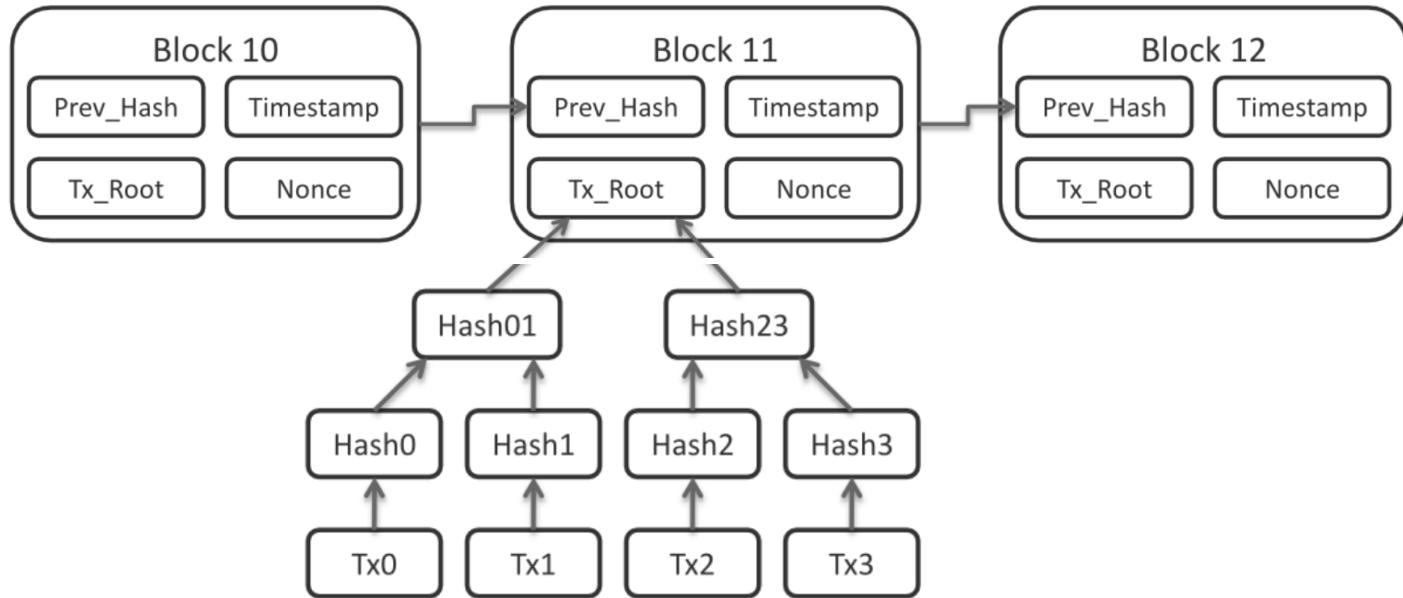 Block 10
Block 11
Block 12
Prev_Hash
Timestamp
Prev_Hash
Timestamp
Prev_Hash
Timestamp
Tx_Root
Nonce
Tx_Root
Nonce
Tx_Root
Nonce
Hash01
Hash23
Hash0
Hash1
Hash2
Hash3
Tx0
Tx1
Tx2
Tx3